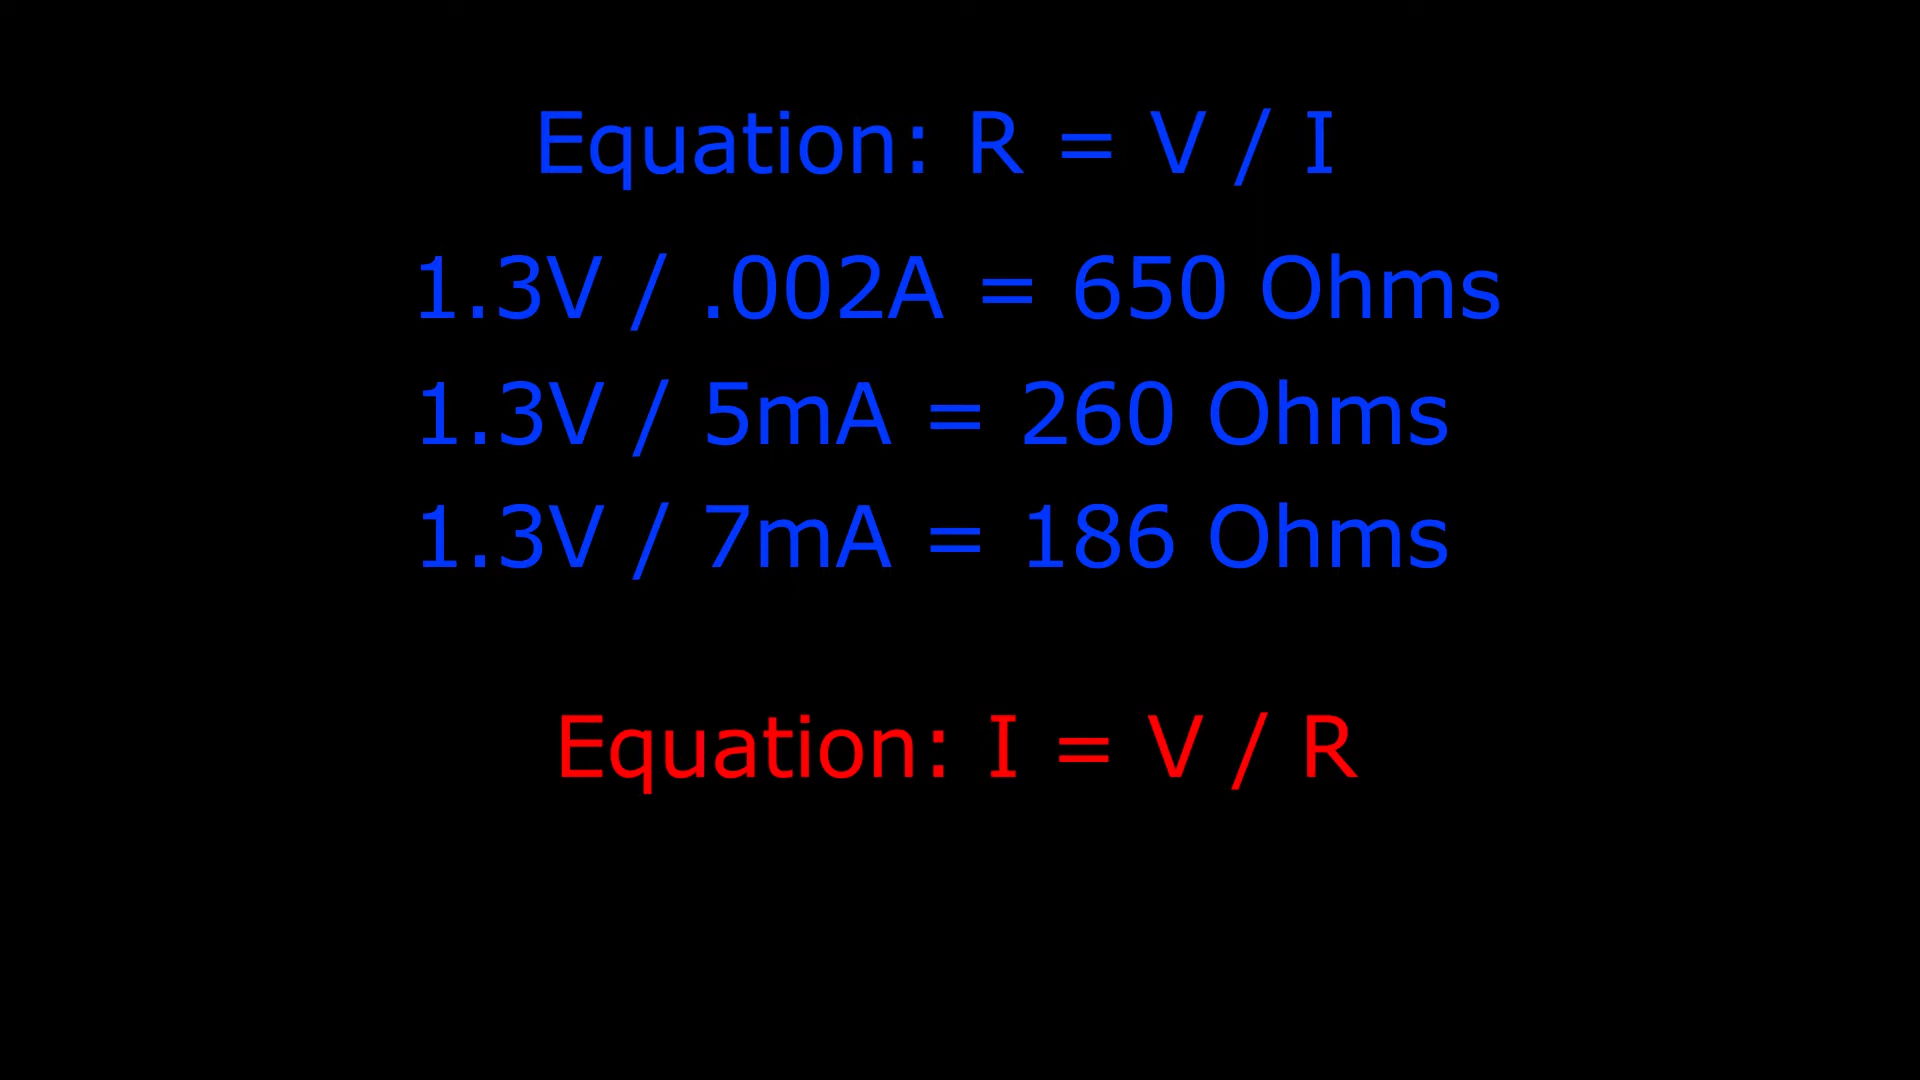 Equation: R = V / I
1.3V / .002A = 650 Ohms
1.3V / 5mA = 260 Ohms
1.3V / 7mA = 186 Ohms
Equation: I = V / R